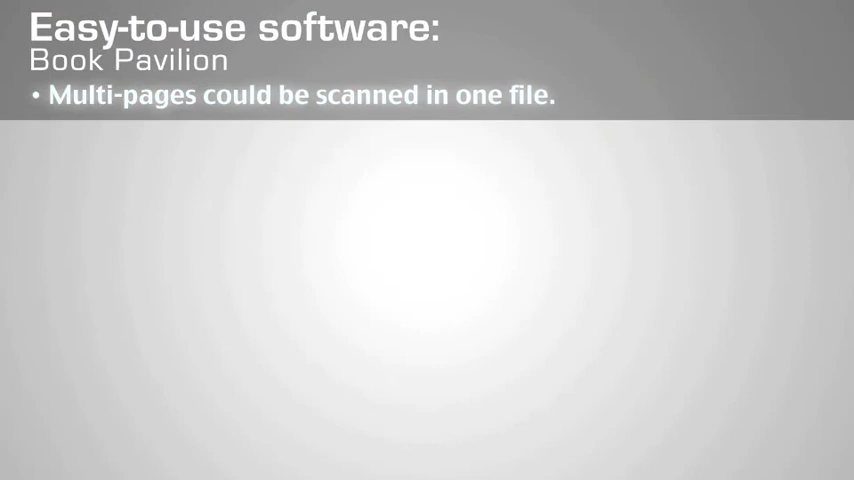 Easy-to-use software:
Book Pavilion
• Multi-pages could be scanned in one file.